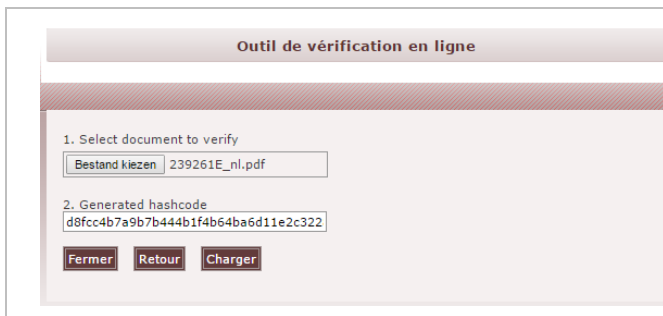 Outil de vérification en ligne
1. Select document to verify
Bestand kiezen 239261E_nl.pdf
2. Generated hashcode
d8fcc4b7a9b7b444b1f4b64ba6d11e2c322
Fermer Retour Charger